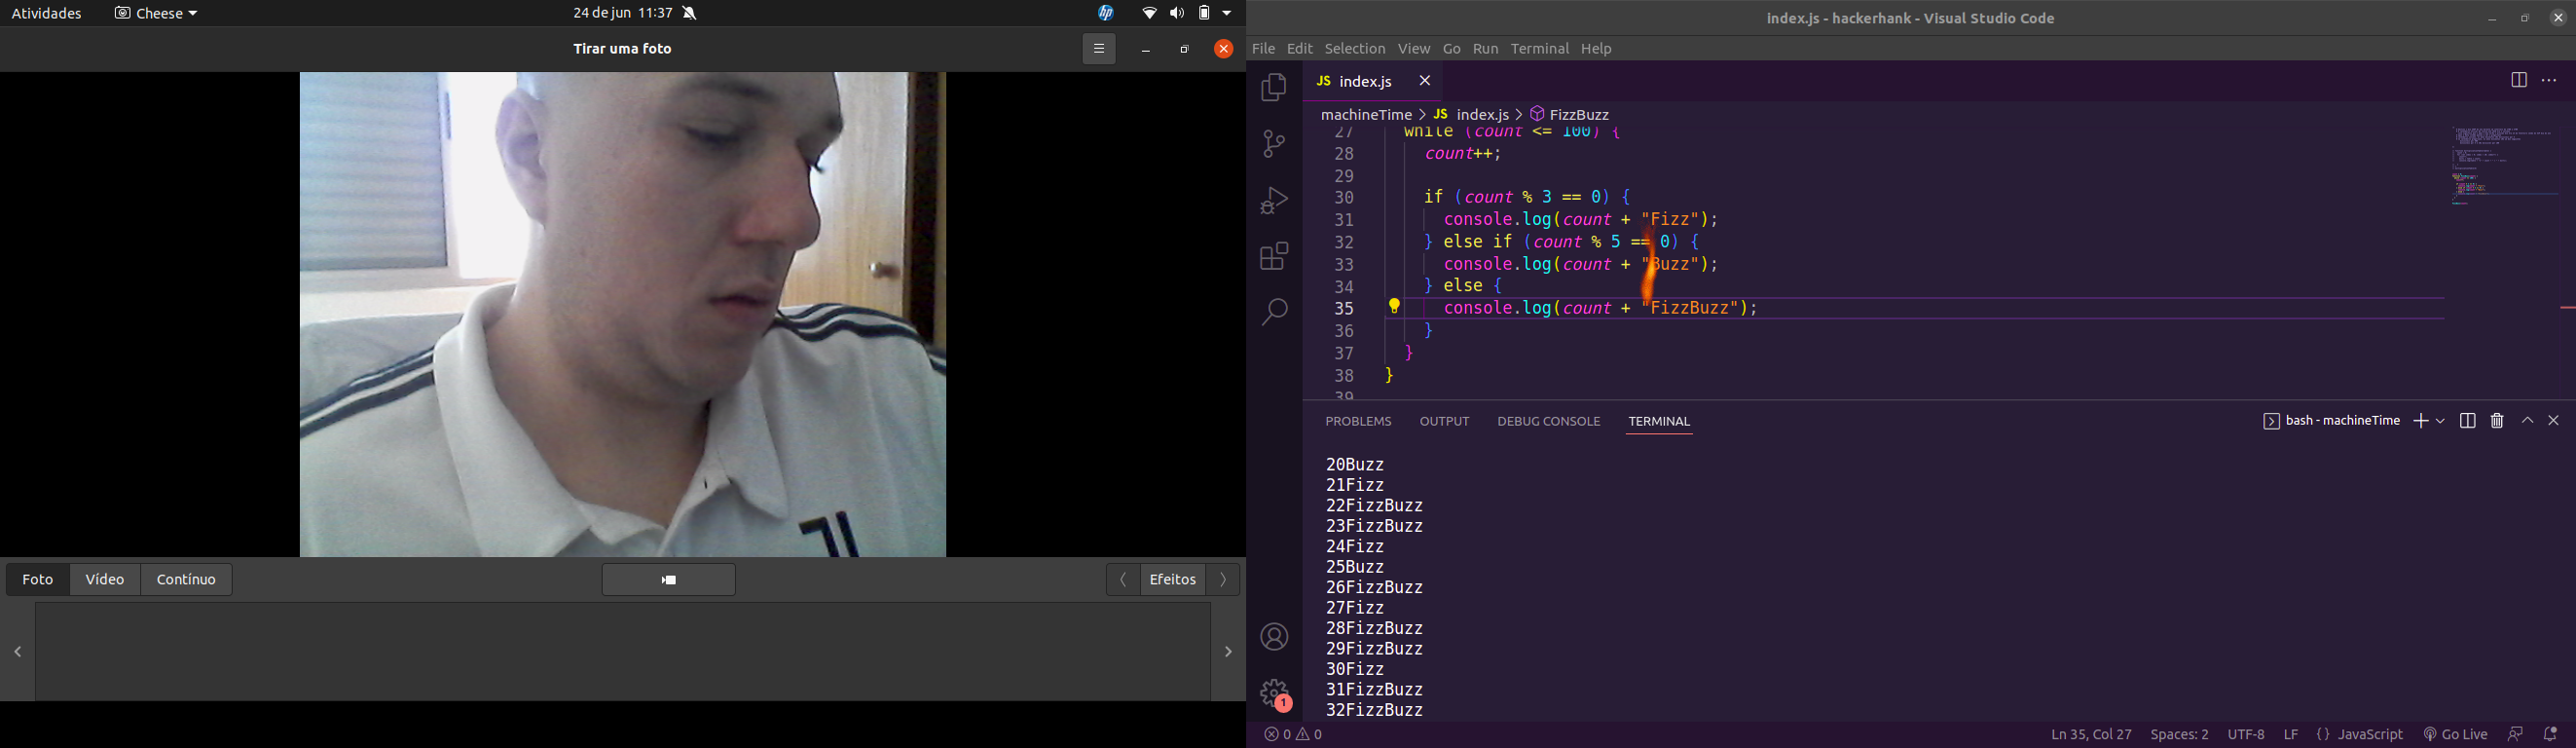 Atividades
Cheese
24 de jun 11:37
hp
Tirar uma foto
Foto
Vídeo
Contínuo
Efeitos
index.js - hackerhank - Visual Studio Code
File Edit Selection View Go Run Terminal Help
JS index.js
machineTime > JS index.js > FizzBuzz
27 while (count <= 100) {
28 count++;
29
30 if (count % 3 == 0) {
31 console.log(count + "Fizz");
32 } else if (count % 5 == 0) {
33 console.log(count + "Buzz");
34 } else {
35 console.log(count + "FizzBuzz");
36 }
37 }
38 }
39
PROBLEMS OUTPUT DEBUG CONSOLE TERMINAL
bash - machineTime
20Buzz
21Fizz
22FizzBuzz
23FizzBuzz
24Fizz
25Buzz
26FizzBuzz
27Fizz
28FizzBuzz
29FizzBuzz
30Fizz
31FizzBuzz
32FizzBuzz
1
0 0
Ln 35, Col 27 Spaces: 2 UTF-8 LF {} JavaScript Go Live